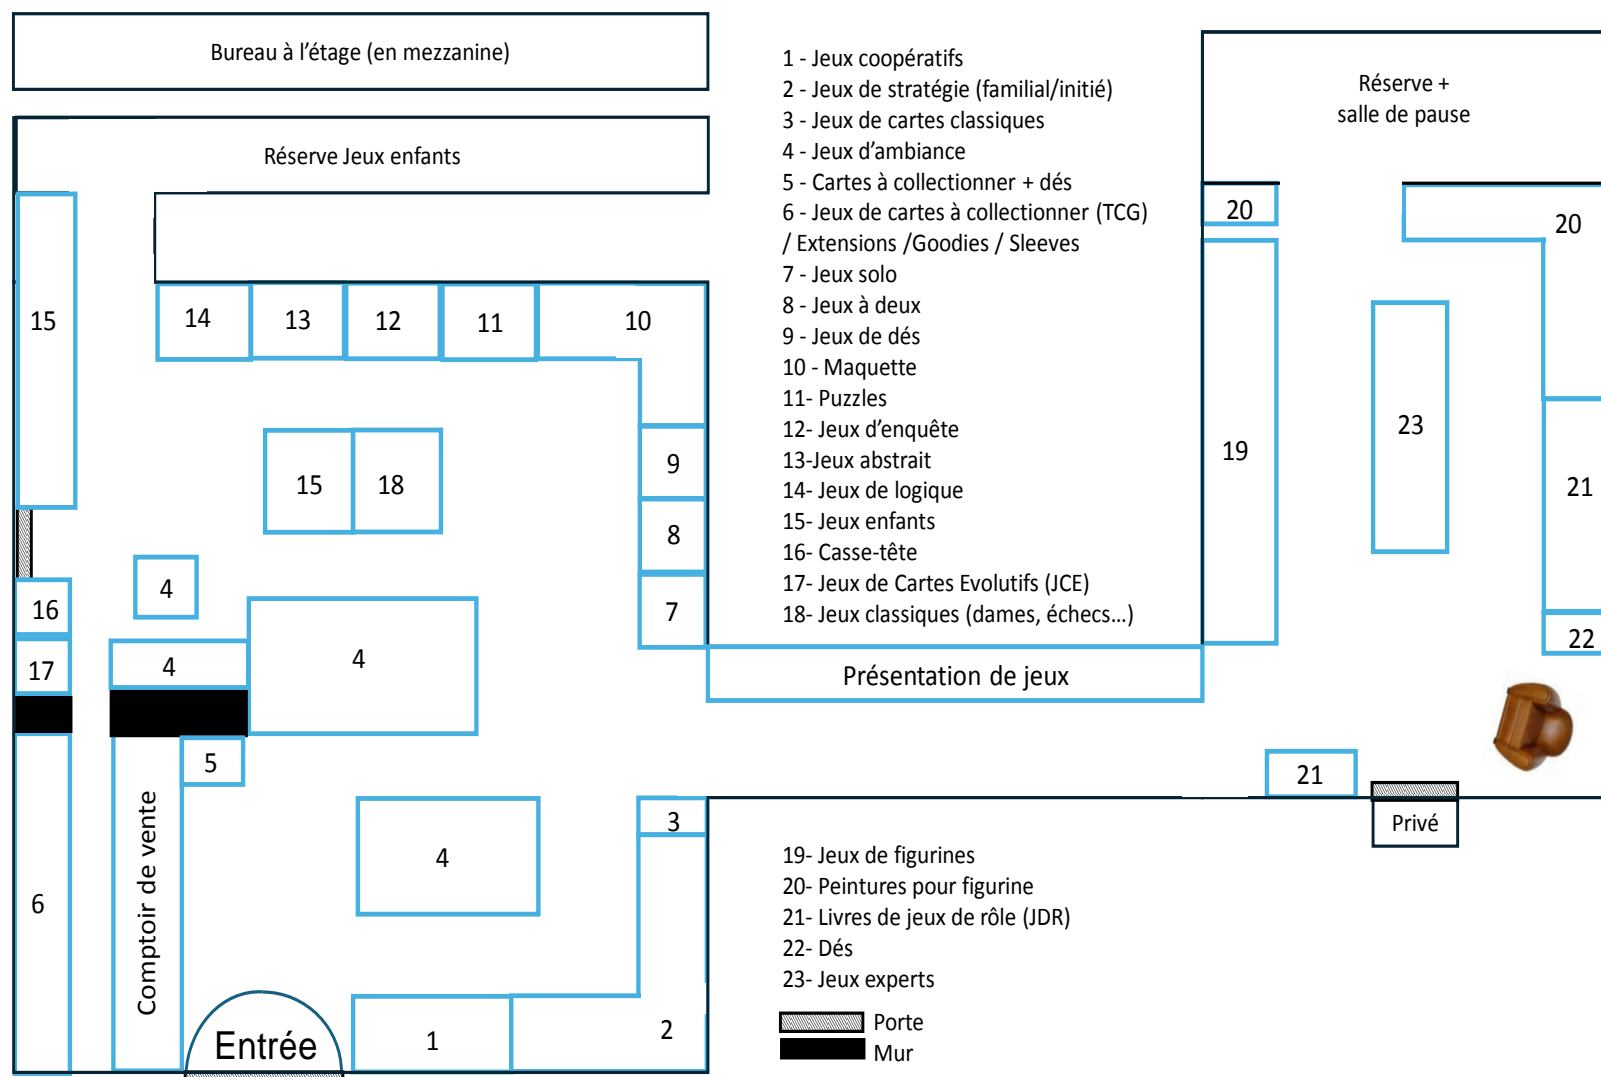 Bureau à l’étage (en mezzanine)
Réserve Jeux enfants
1 - Jeux coopératifs
2 - Jeux de stratégie (familial/initié)
3 - Jeux de cartes classiques
4 - Jeux d’ambiance
5 - Cartes à collectionner + dés
6 - Jeux de cartes à collectionner (TCG)
/ Extensions /Goodies / Sleeves
7 - Jeux solo
8 - Jeux à deux
9 - Jeux de dés
10 - Maquette
11- Puzzles
12- Jeux d’enquête
13-Jeux abstrait
14- Jeux de logique
15- Jeux enfants
16- Casse-tête
17- Jeux de Cartes Evolutifs (JCE)
18- Jeux classiques (dames, échecs…)
Réserve +
salle de pause
20
20
15
14
13
12
11
10
19
23
21
22
9
8
7
15
18
4
16
17
4
4
Présentation de jeux
5
21
Privé
3
4
6
Comptoir de vente
Entrée
1
2
19- Jeux de figurines
20- Peintures pour figurine
21- Livres de jeux de rôle (JDR)
22- Dés
23- Jeux experts
Porte
Mur